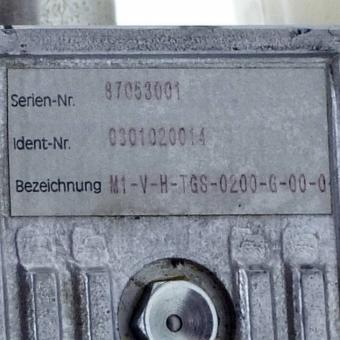 Serien-Nr. 87053001
Ident-Nr. 0301020014
Bezeichnung M1-V-H-TGS-0200-G-00-0